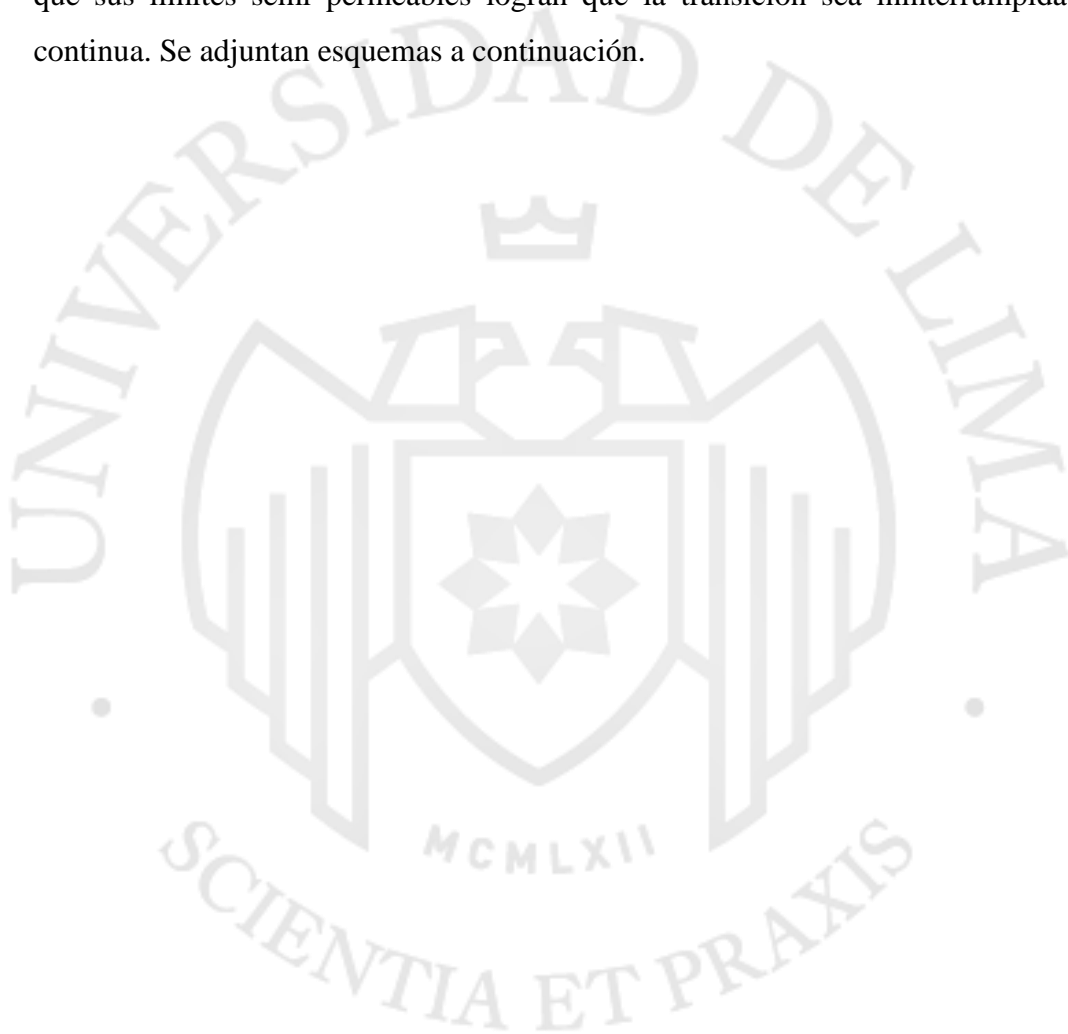 que sus límites semi permeables logran que la transición sea ininterrumpida
continua. Se adjuntan esquemas a continuación.
UNIVERSIDAD DE LIMA
MCMLXII
SCIENTIA ET PRAXIS